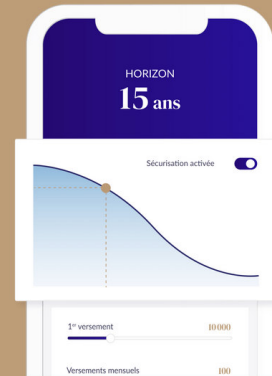 HORIZON
15 ans
Sécurisation activée
1er versement 10 000
Versements mensuels 100